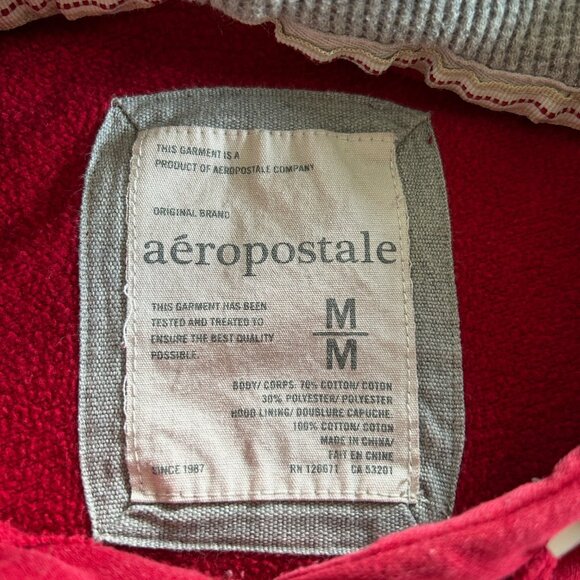 THIS GARMENT IS A
PRODUCT OF AEROPOSTALE COMPANY
ORIGINAL BRAND
aéropostale
THIS GARMENT HAS BEEN
TESTED AND TREATED TO
ENSURE THE BEST QUALITY
POSSIBLE.
M
M
BODY/ CORPS: 70% COTTON/ COTON
30% POLYESTER/ POLYESTER
HOOD LINING/ DOUBLURE CAPUCHE:
100% COTTON/ COTON
MADE IN CHINA/
FAIT EN CHINE
SINCE 1987 RN 126671 CA 53201